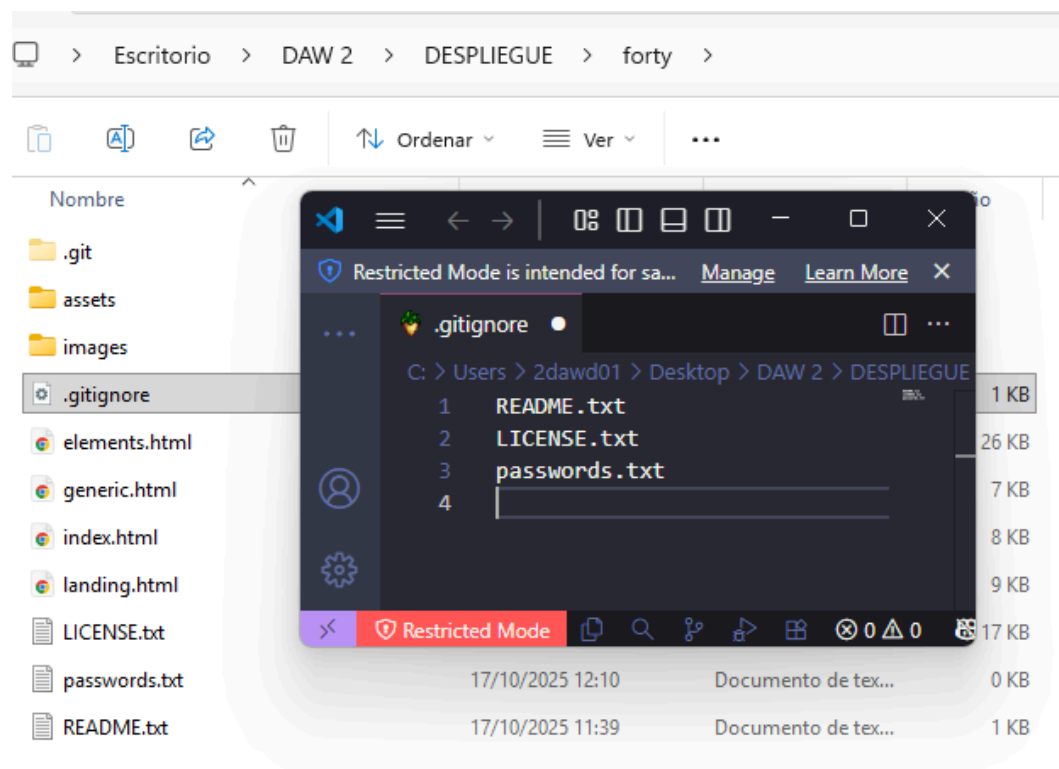 > Escritorio > DAW 2 > DESPLIEGUE > forty >
Ordenar Ver ...
Nombre
.git
assets
images
.gitignore 1 KB
elements.html 26 KB
generic.html 7 KB
index.html 8 KB
landing.html 9 KB
LICENSE.txt 17 KB
passwords.txt 17/10/2025 12:10 Documento de tex... 0 KB
README.txt 17/10/2025 11:39 Documento de tex... 1 KB
Restricted Mode is intended for sa... Manage Learn More
.gitignore
C: > Users > 2dawd01 > Desktop > DAW 2 > DESPLIEGUE
1 README.txt
2 LICENSE.txt
3 passwords.txt
4
Restricted Mode 0 0